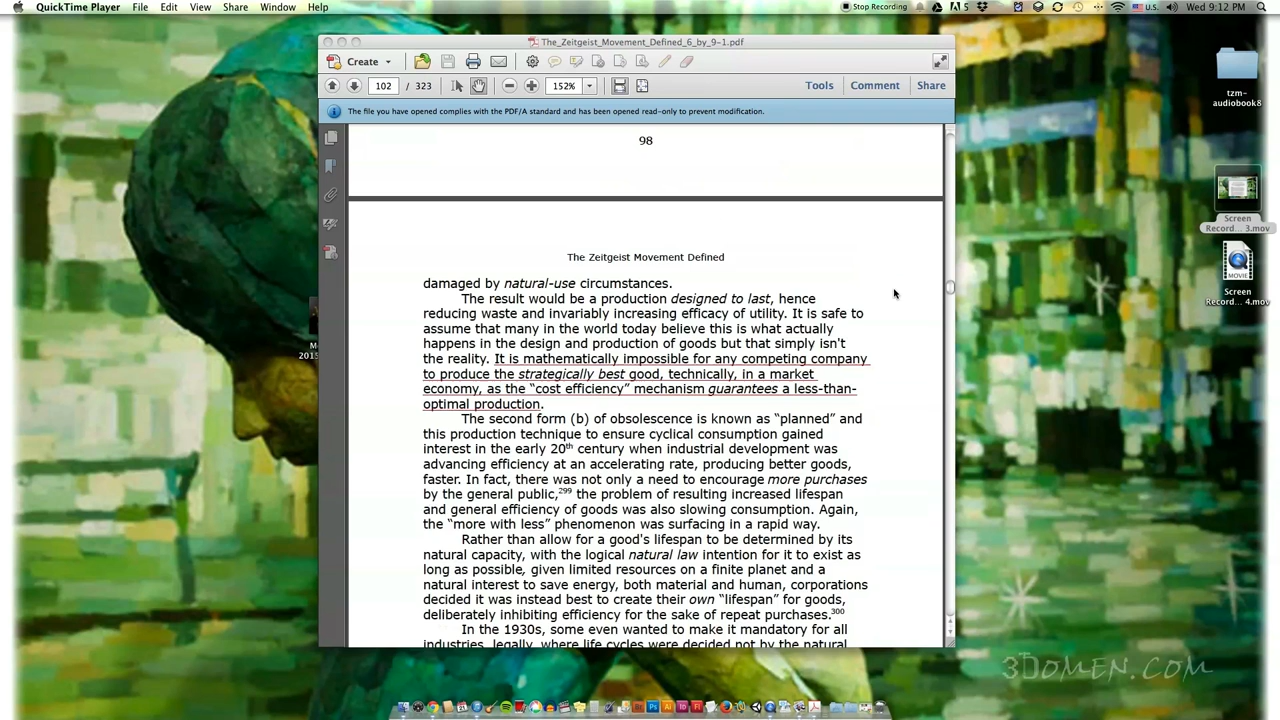 QuickTime Player File Edit View Share Window Help
Stop Recording
5
U.S.
Wed 9:12 PM
The_Zeitgeist_Movement_Defined_6_by_9-1.pdf
Create
102 / 323
152%
Tools Comment Share
The file you have opened complies with the PDF/A standard and has been opened read-only to prevent modification.
98
The Zeitgeist Movement Defined
damaged by natural-use circumstances.
The result would be a production designed to last, hence
reducing waste and invariably increasing efficacy of utility. It is safe to
assume that many in the world today believe this is what actually
happens in the design and production of goods but that simply isn't
the reality. It is mathematically impossible for any competing company
to produce the strategically best good, technically, in a market
economy, as the “cost efficiency” mechanism guarantees a less-than-
optimal production.
The second form (b) of obsolescence is known as “planned” and
this production technique to ensure cyclical consumption gained
interest in the early 20th century when industrial development was
advancing efficiency at an accelerating rate, producing better goods,
faster. In fact, there was not only a need to encourage more purchases
by the general public,299 the problem of resulting increased lifespan
and general efficiency of goods was also slowing consumption. Again,
the “more with less” phenomenon was surfacing in a rapid way.
Rather than allow for a good's lifespan to be determined by its
natural capacity, with the logical natural law intention for it to exist as
long as possible, given limited resources on a finite planet and a
natural interest to save energy, both material and human, corporations
decided it was instead best to create their own “lifespan” for goods,
deliberately inhibiting efficiency for the sake of repeat purchases.300
In the 1930s, some even wanted to make it mandatory for all
industries, legally, where life cycles were decided not by the natural
tzm-
audiobook8
Screen
Record... 3.mov
MOVIE
Screen
Record... 4.mov
3DOMEN.COM